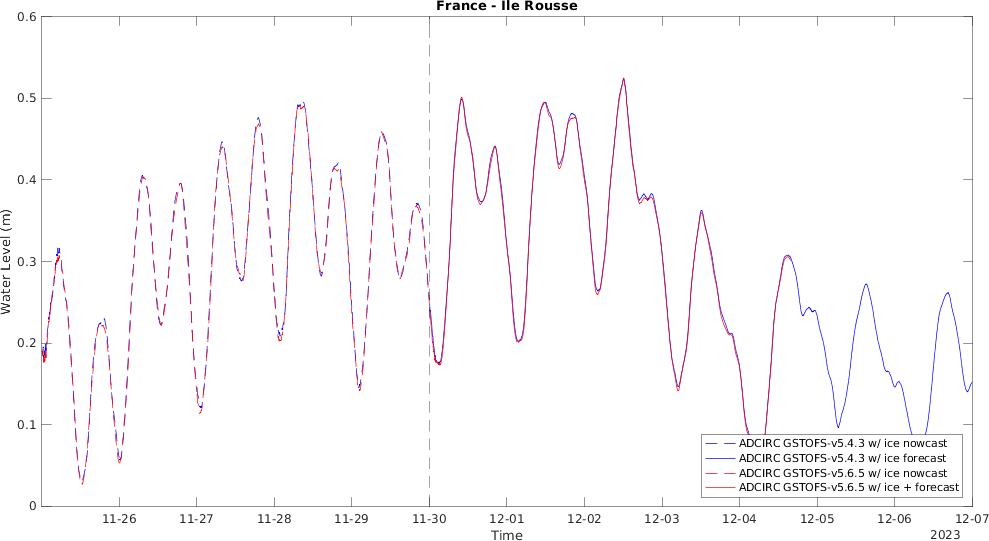 France - Ile Rousse
Water Level (m)
0.6
0.5
0.4
0.3
0.2
0.1
0
ADCIRC GSTOFS-v5.4.3 w/ ice nowcast
ADCIRC GSTOFS-v5.4.3 w/ ice forecast
ADCIRC GSTOFS-v5.6.5 w/ ice nowcast
ADCIRC GSTOFS-v5.6.5 w/ ice + forecast
11-26 11-27 11-28 11-29 11-30 12-01 12-02 12-03 12-04 12-05 12-06 12-07
Time
2023